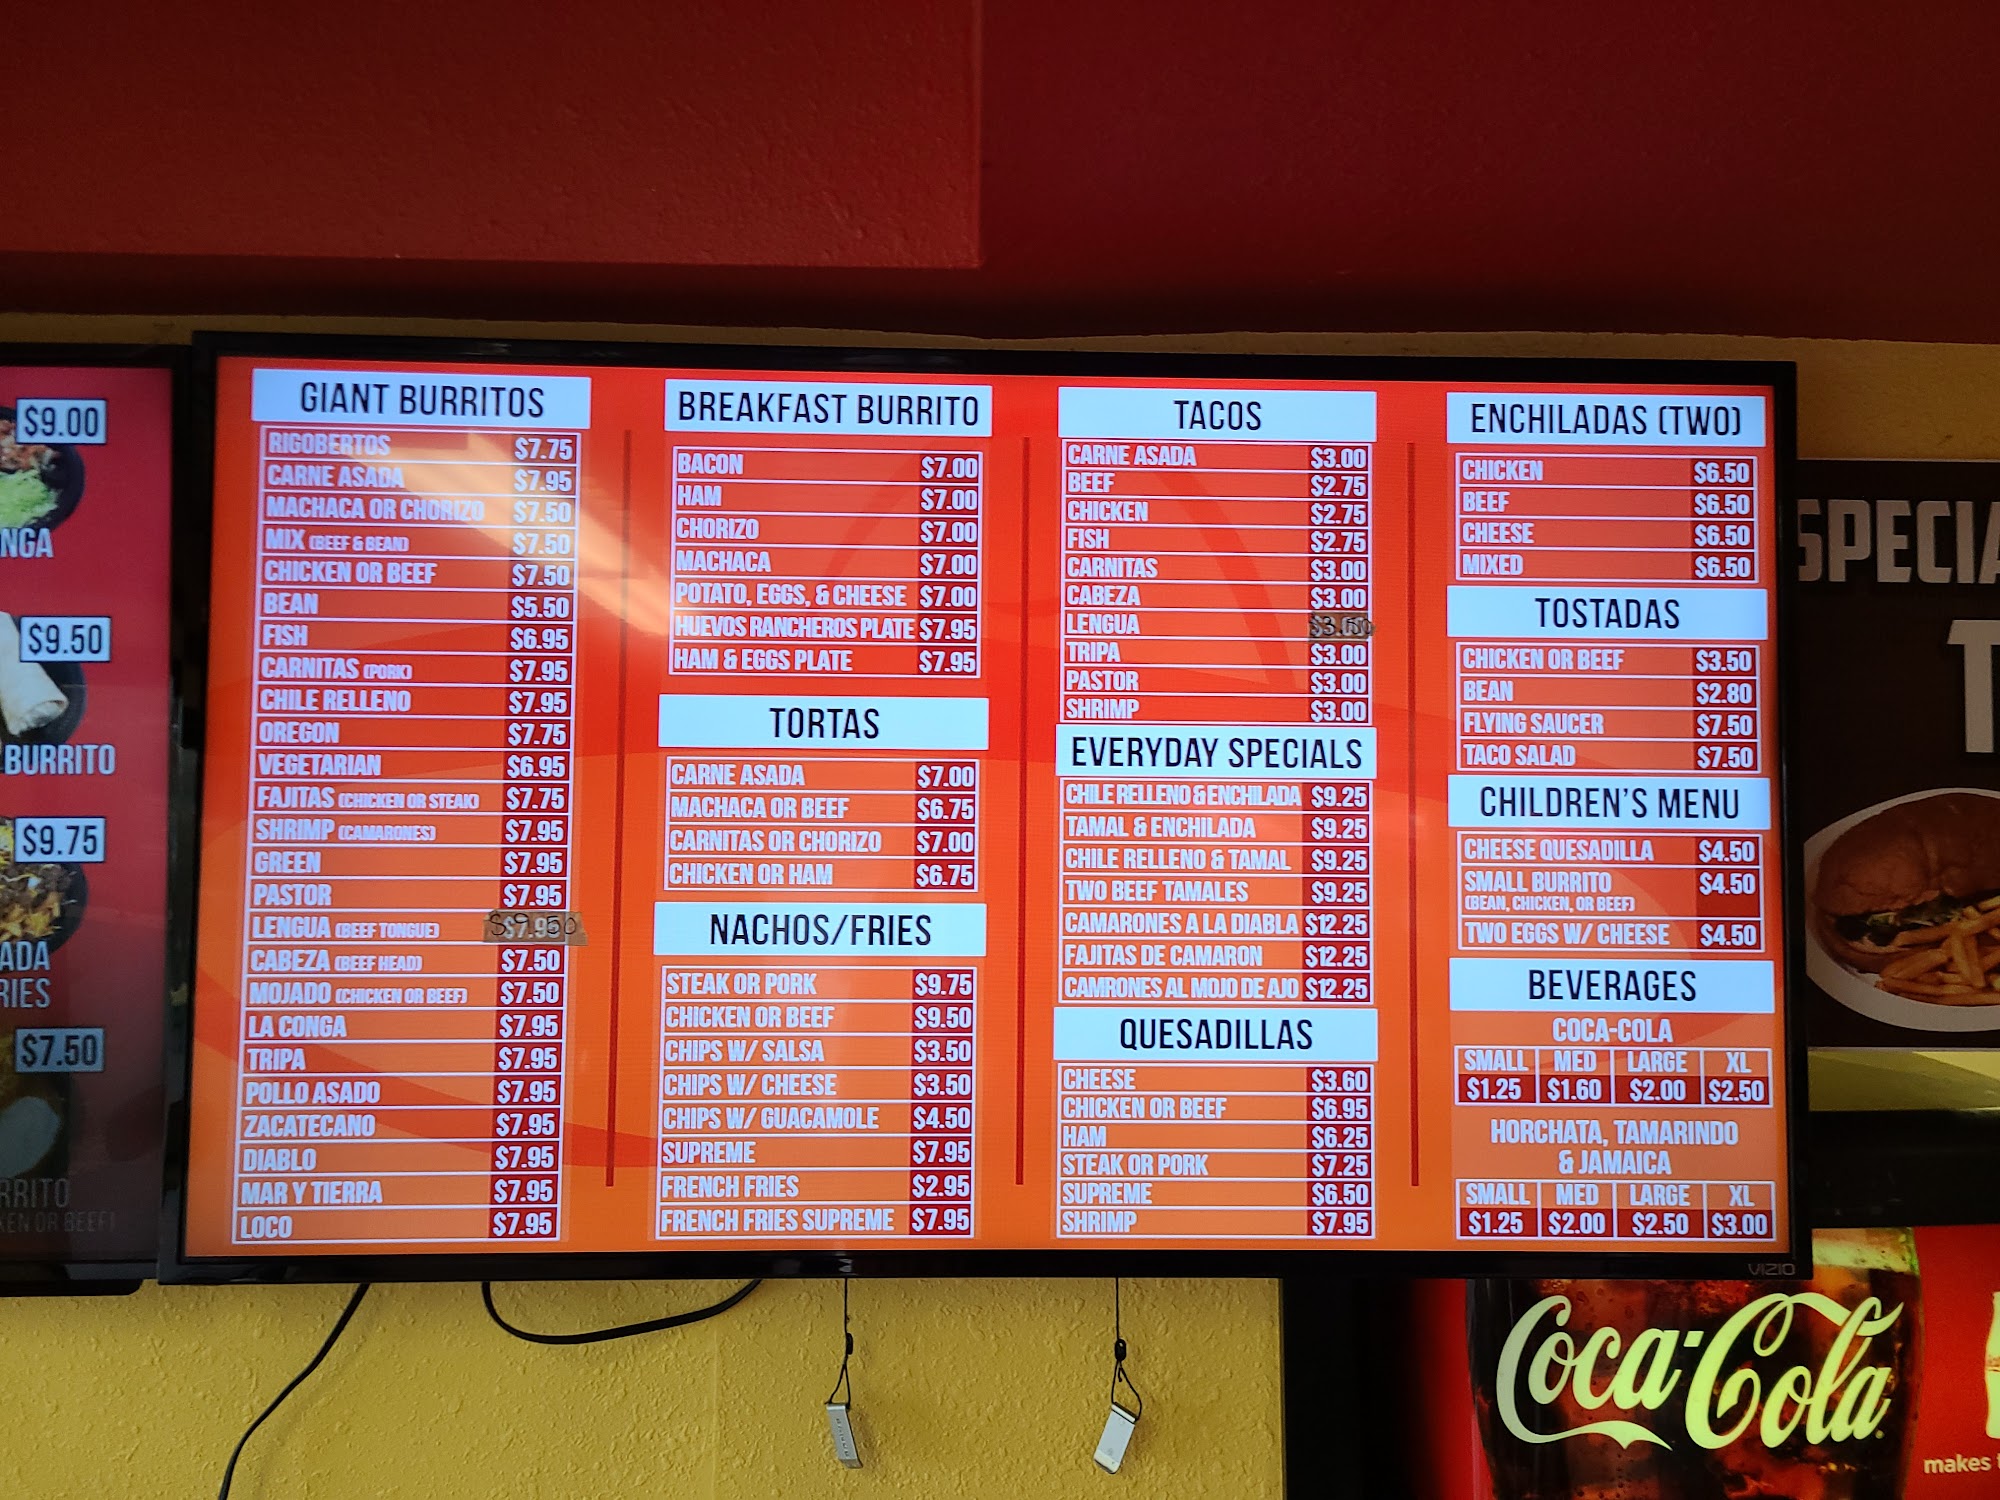 $9.00
NGA
$9.50
BURRITO
$9.75
ADA
RIES
$7.50
RRITO
KEN OR BEEF)
GIANT BURRITOS
RIGOBERTOS $7.75
CARNE ASADA $7.95
MACHACA OR CHORIZO $7.50
MIX (BEEF & BEAN) $7.50
CHICKEN OR BEEF $7.50
BEAN $5.50
FISH $6.95
CARNITAS (PORK) $7.95
CHILE RELLENO $7.95
OREGON $7.75
VEGETARIAN $6.95
FAJITAS (CHICKEN OR STEAK) $7.75
SHRIMP (CAMARONES) $7.95
GREEN $7.95
PASTOR $7.95
LENGUA (BEEF TONGUE) $9.50
CABEZA (BEEF HEAD) $7.50
MOJADO (CHICKEN OR BEEF) $7.50
LA CONGA $7.95
TRIPA $7.95
POLLO ASADO $7.95
ZACATECANO $7.95
DIABLO $7.95
MAR Y TIERRA $7.95
LOCO $7.95
BREAKFAST BURRITO
BACON $7.00
HAM $7.00
CHORIZO $7.00
MACHACA $7.00
POTATO, EGGS, & CHEESE $7.00
HUEVOS RANCHEROS PLATE $7.95
HAM & EGGS PLATE $7.95
TORTAS
CARNE ASADA $7.00
MACHACA OR BEEF $6.75
CARNITAS OR CHORIZO $7.00
CHICKEN OR HAM $6.75
NACHOS/FRIES
STEAK OR PORK $9.75
CHICKEN OR BEEF $9.50
CHIPS W/ SALSA $3.50
CHIPS W/ CHEESE $3.50
CHIPS W/ GUACAMOLE $4.50
SUPREME $7.95
FRENCH FRIES $2.95
FRENCH FRIES SUPREME $7.95
TACOS
CARNE ASADA $3.00
BEEF $2.75
CHICKEN $2.75
FISH $2.75
CARNITAS $3.00
CABEZA $3.00
LENGUA $3.50
TRIPA $3.00
PASTOR $3.00
SHRIMP $3.00
EVERYDAY SPECIALS
CHILE RELLENO & ENCHILADA $9.25
TAMAL & ENCHILADA $9.25
CHILE RELLENO & TAMAL $9.25
TWO BEEF TAMALES $9.25
CAMARONES A LA DIABLA $12.25
FAJITAS DE CAMARON $12.25
CAMRONES AL MOJO DE AJO $12.25
QUESADILLAS
CHEESE $3.60
CHICKEN OR BEEF $6.95
HAM $6.25
STEAK OR PORK $7.25
SUPREME $6.50
SHRIMP $7.95
ENCHILADAS (TWO)
CHICKEN $6.50
BEEF $6.50
CHEESE $6.50
MIXED $6.50
TOSTADAS
CHICKEN OR BEEF $3.50
BEAN $2.80
FLYING SAUCER $7.50
TACO SALAD $7.50
CHILDREN'S MENU
CHEESE QUESADILLA $4.50
SMALL BURRITO $4.50
(BEAN, CHICKEN, OR BEEF)
TWO EGGS W/ CHEESE $4.50
BEVERAGES
COCA-COLA
SMALL MED LARGE XL
$1.25 $1.60 $2.00 $2.50
HORCHATA, TAMARINDO
& JAMAICA
SMALL MED LARGE XL
$1.25 $2.00 $2.50 $3.00
VIZIO
SPECIA
T
Coca-Cola
makes